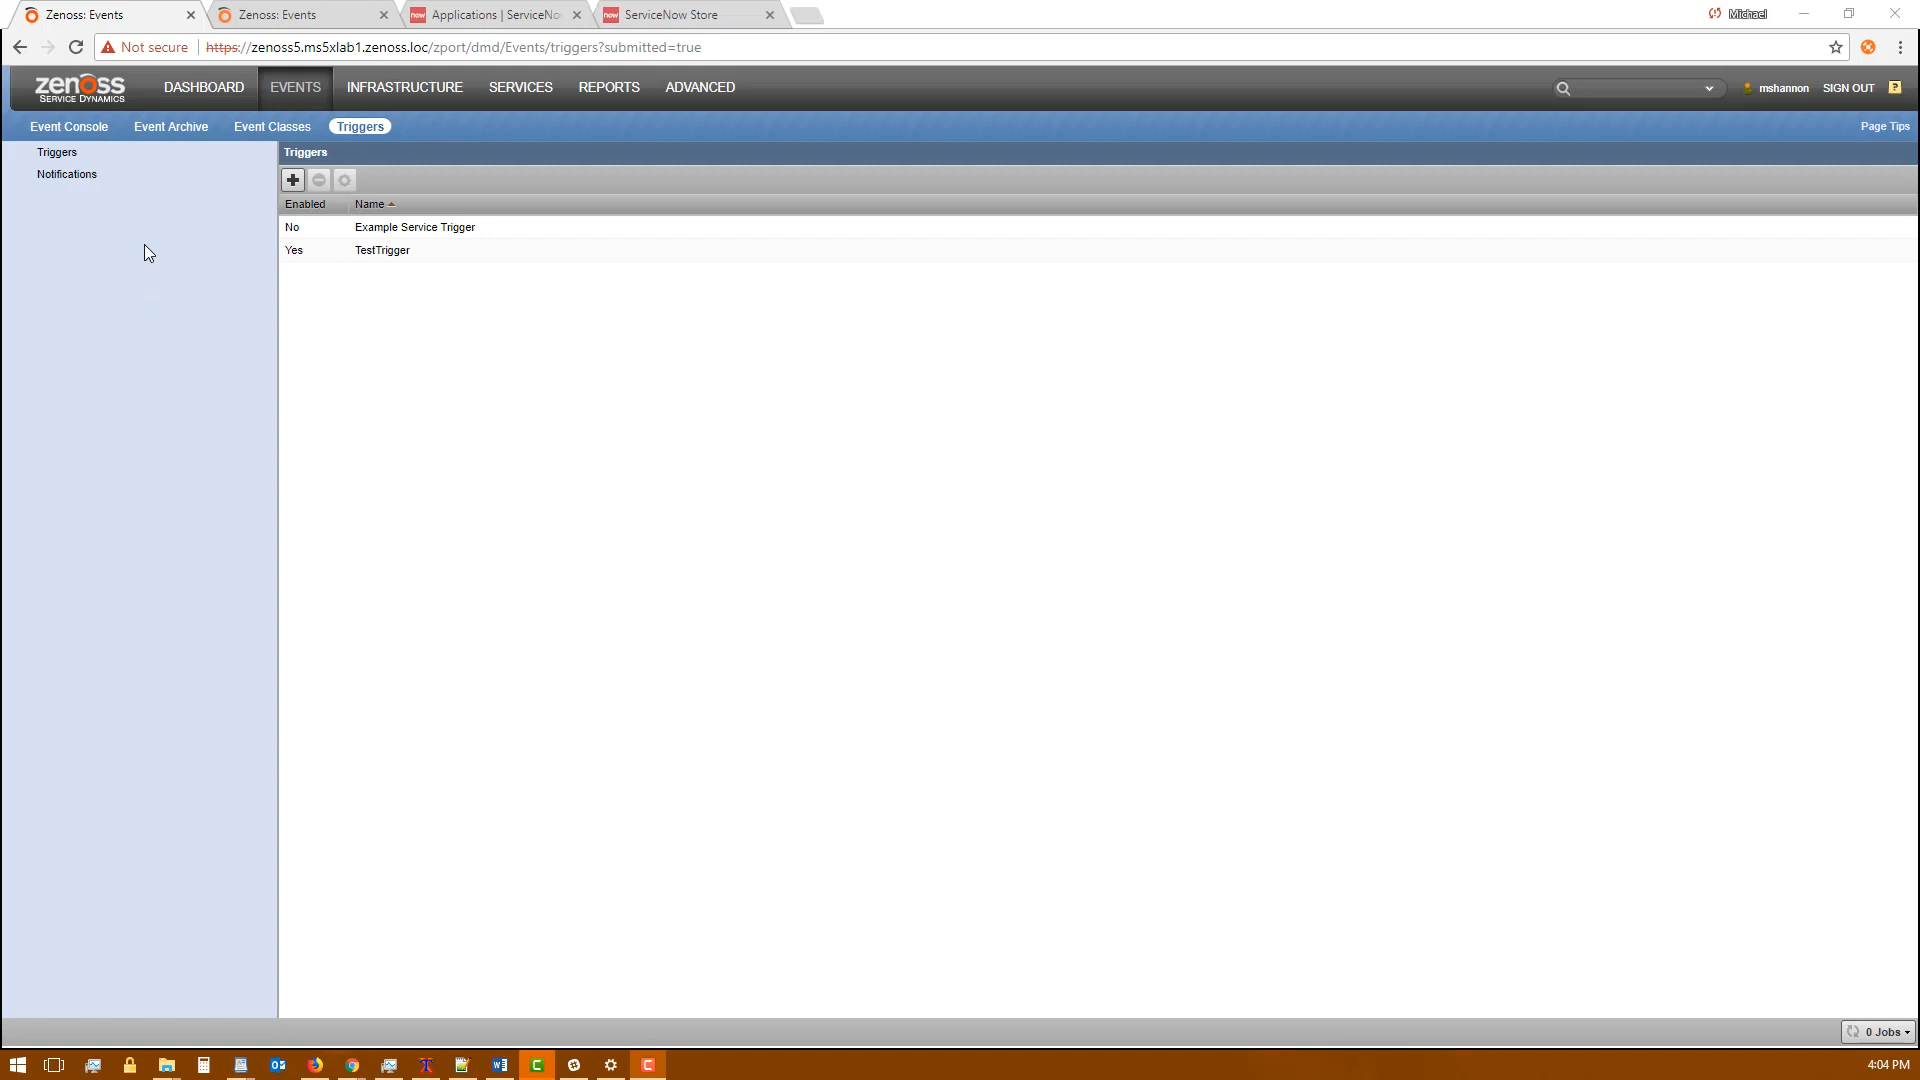 Zenoss: Events
Zenoss: Events
now Applications | ServiceNo
now ServiceNow Store
Michael
Not secure
https://zenoss5.ms5xlab1.zenoss.loc/zport/dmd/Events/triggers?submitted=true
zenoss
SERVICE DYNAMICS
DASHBOARD
EVENTS
INFRASTRUCTURE
SERVICES
REPORTS
ADVANCED
mshannon
SIGN OUT
?
Event Console
Event Archive
Event Classes
Triggers
Page Tips
Triggers
Notifications
Triggers
Enabled
Name
No
Example Service Trigger
Yes
TestTrigger
0 Jobs
4:04 PM